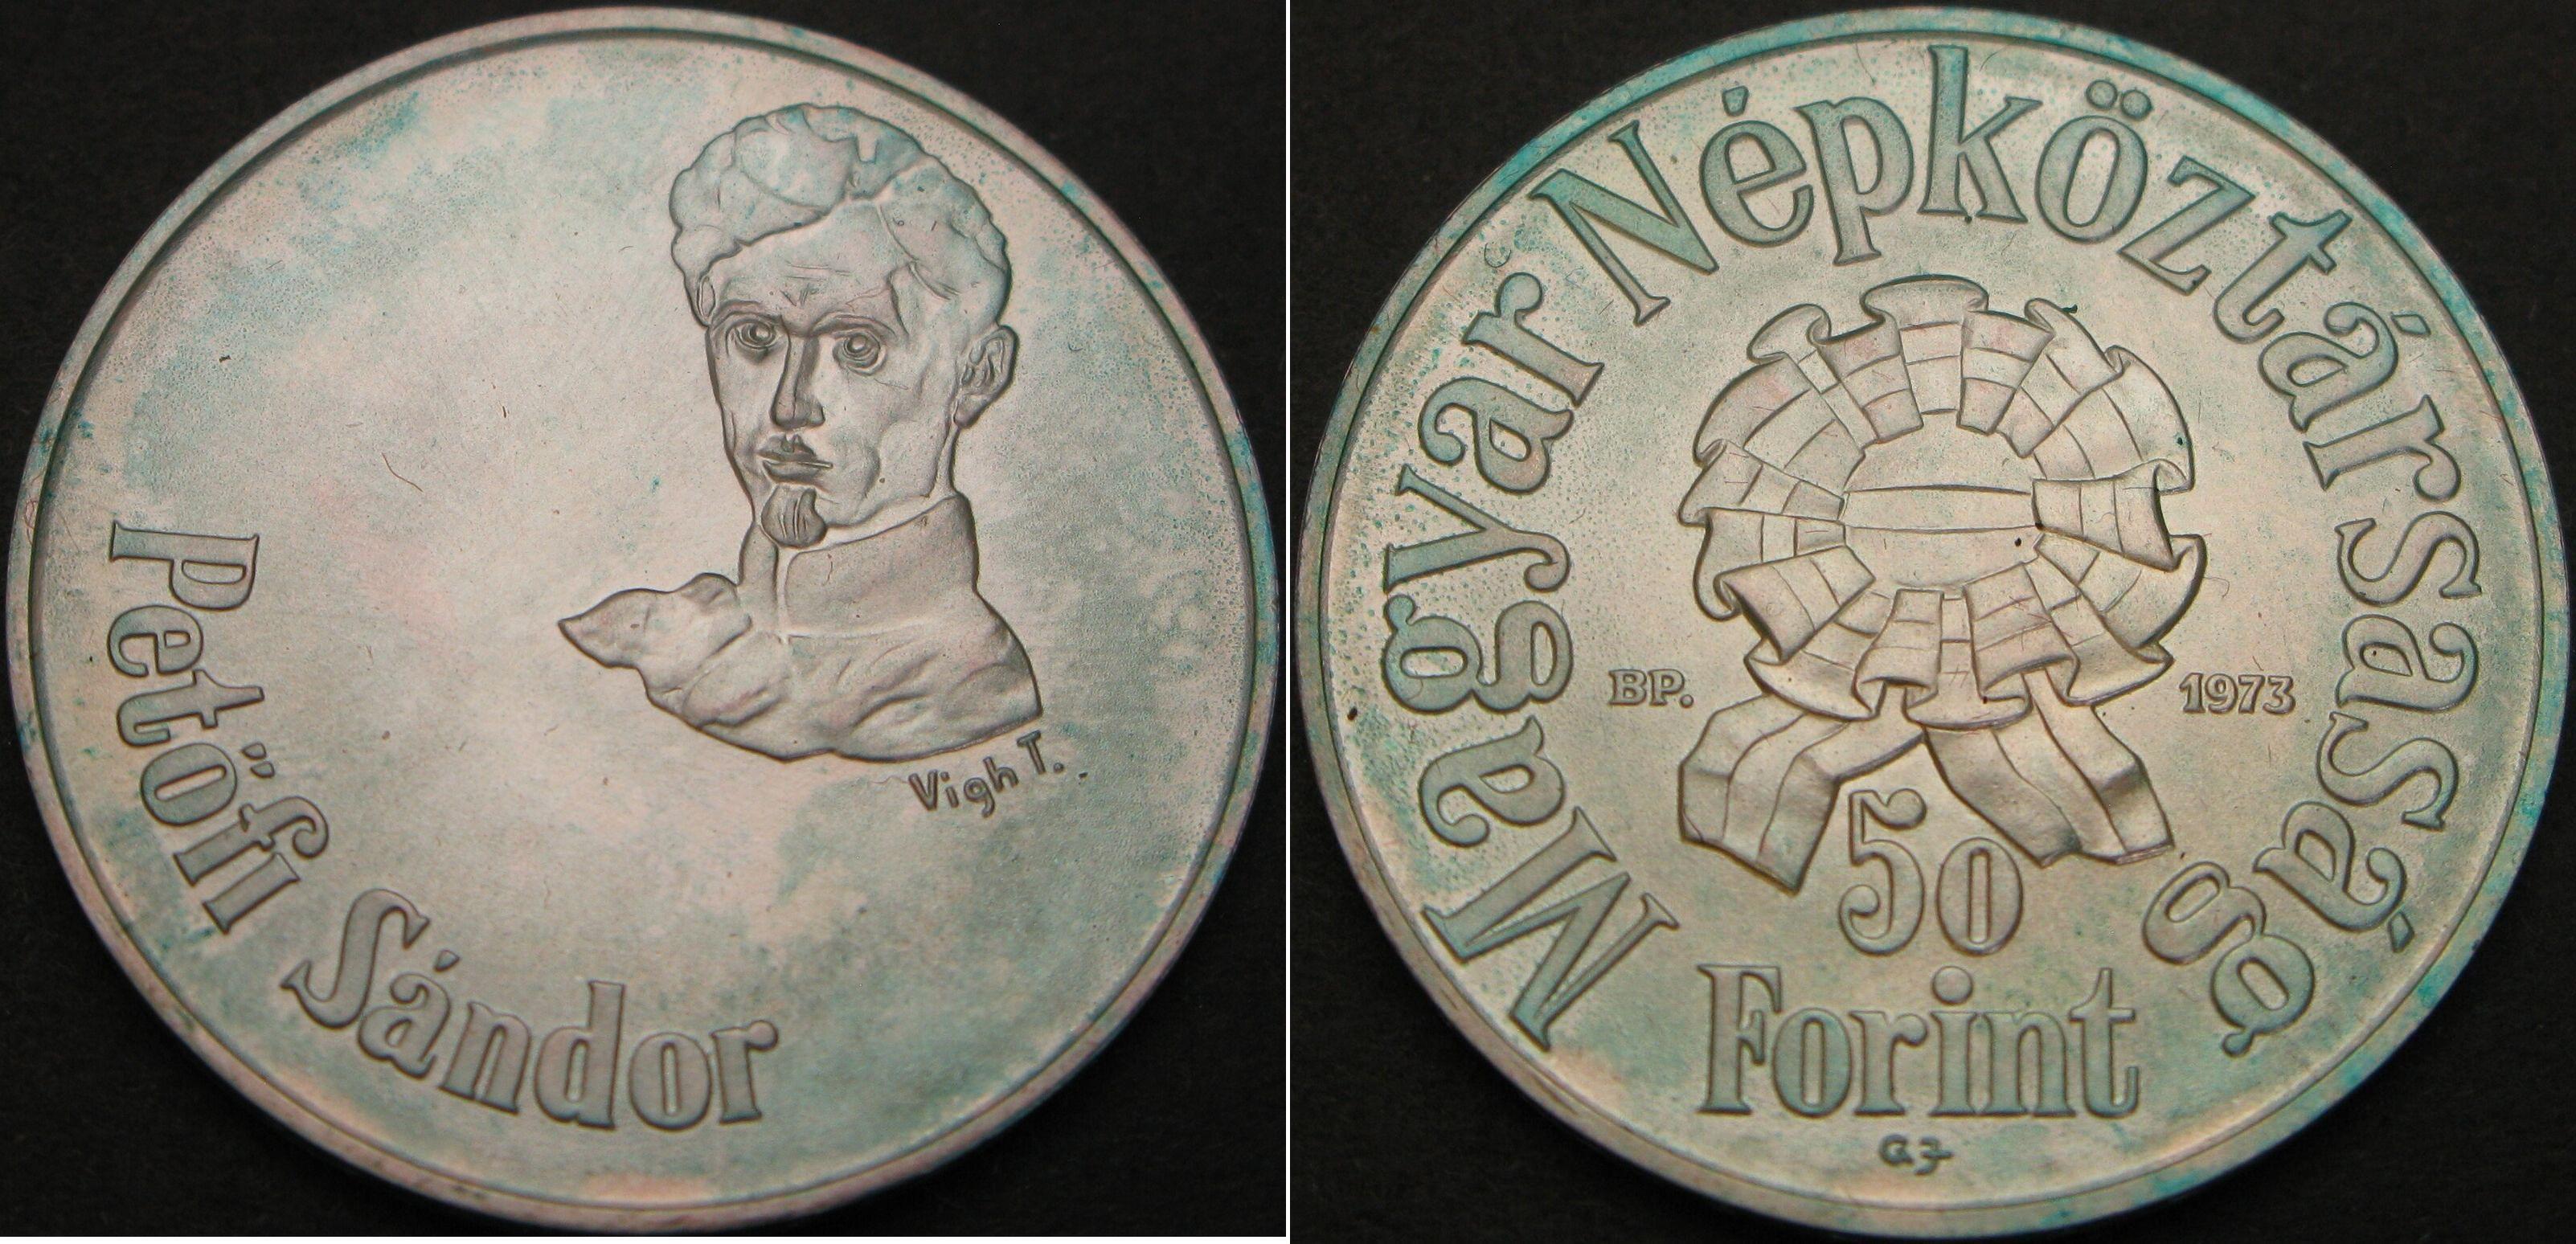 Petőfi Sándor
Vigh T.
Magyar Népköztársaság
BP.
1973
50
Forint